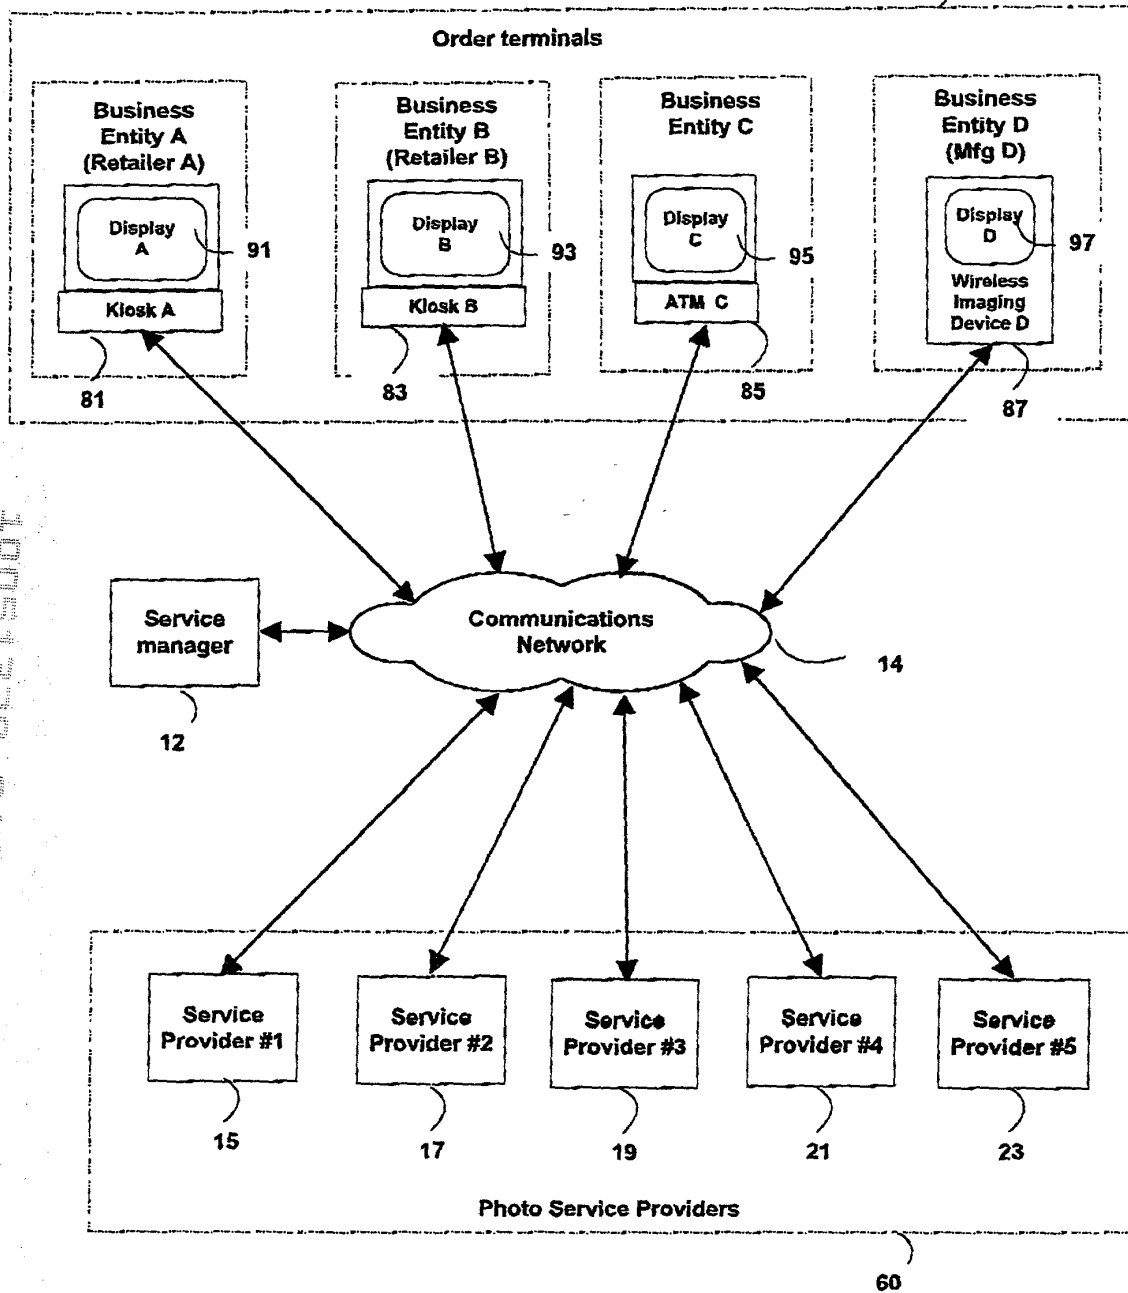 Order terminals
Business
Entity A
(Retailer A)
Display
A
91
Kiosk A
81
Business
Entity B
(Retailer B)
Display
B
93
Kiosk B
83
Business
Entity C
Display
C
95
ATM C
85
Business
Entity D
(Mfg D)
Display
D
97
Wireless
Imaging
Device D
87
Service
manager
12
Communications
Network
14
Service
Provider #1
15
Service
Provider #2
17
Service
Provider #3
19
Service
Provider #4
21
Service
Provider #5
23
Photo Service Providers
60